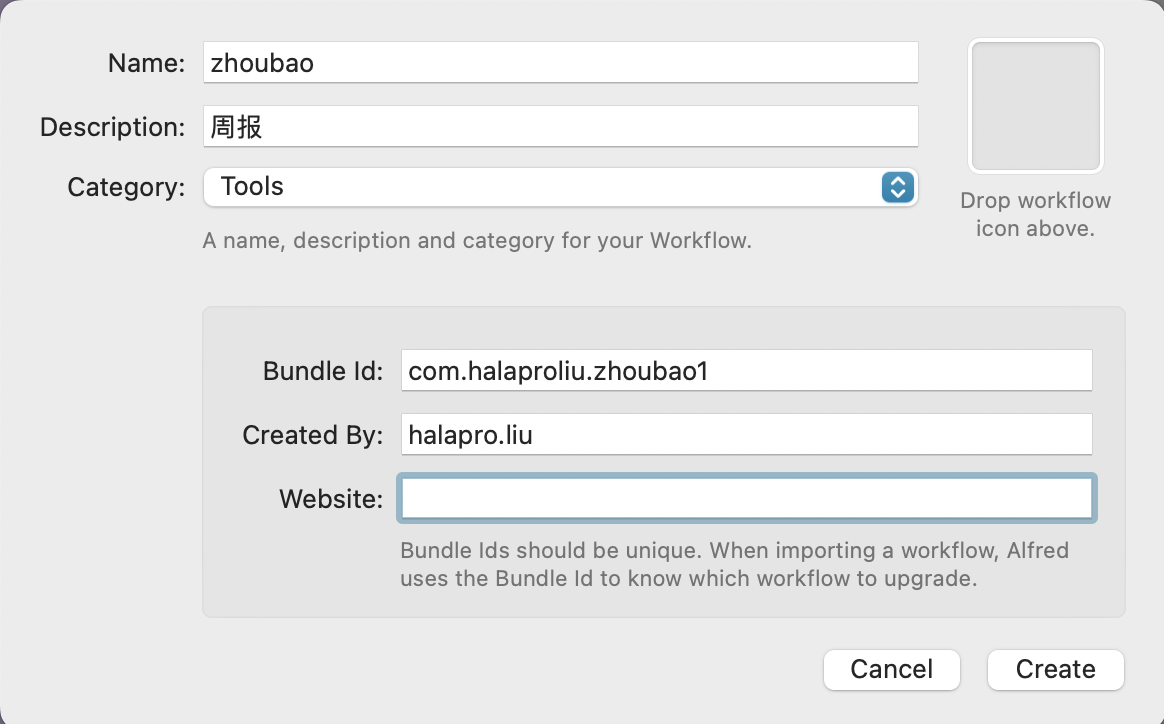 Name: zhoubao
Description: 周报
Category: Tools
A name, description and category for your Workflow.
Drop workflow
icon above.
Bundle Id: com.halaproliu.zhoubao1
Created By: halapro.liu
Website:
Bundle Ids should be unique. When importing a workflow, Alfred
uses the Bundle Id to know which workflow to upgrade.
Cancel Create